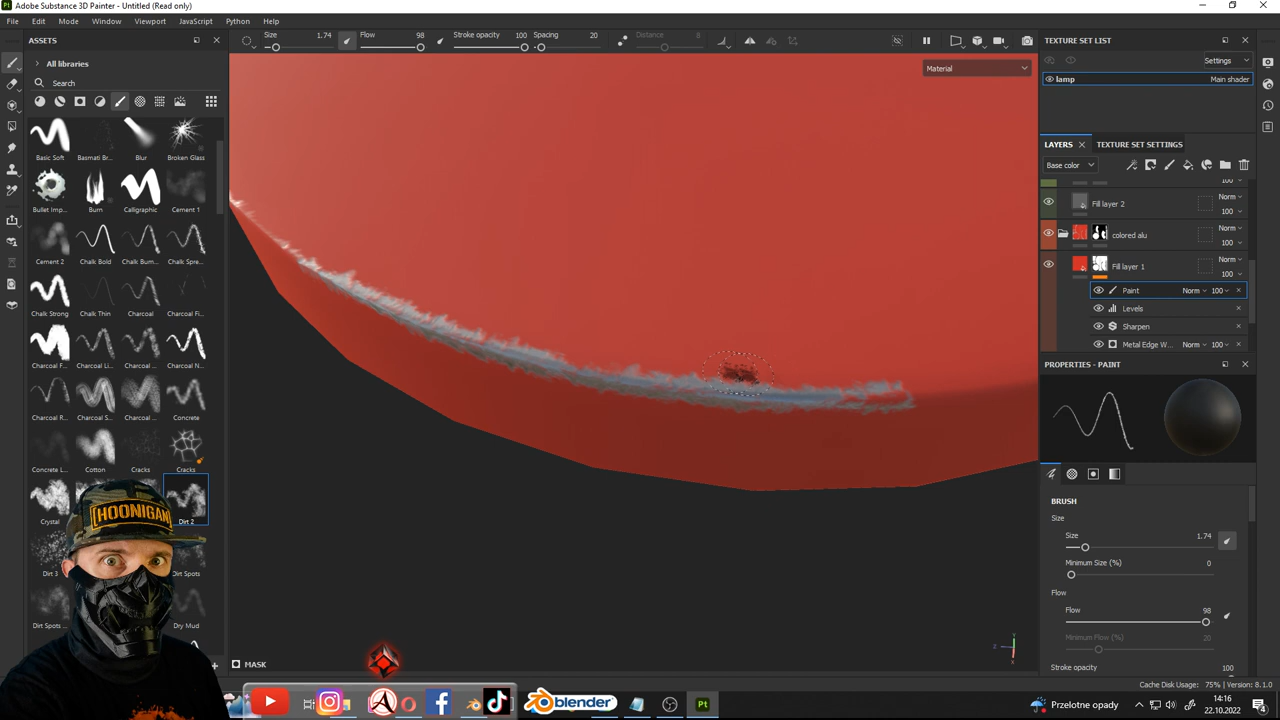 Adobe Substance 3D Painter - Untitled (Read only)
File Edit Mode Window Viewport JavaScript Python Help
ASSETS
Size 1.74 Flow 98 Stroke opacity 100 Spacing 20 Distance 8
TEXTURE SET LIST
All libraries
Settings
Search
Material
lamp Main shader
Basic Soft Basmati Br... Blur Broken Glass
LAYERS TEXTURE SET SETTINGS
Base color
100
Bullet Imp... Burn Calligraphic Cement 1
Fill layer 2 Norm
100
colored alu Norm
100
Cement 2 Chalk Bold Chalk Bum... Chalk Spre...
Fill layer 1 Norm
100
Paint Norm 100
Chalk Strong Chalk Thin Charcoal Charcoal Fi...
Levels
Sharpen
Metal Edge W... Norm 100
Charcoal F... Charcoal Li... Charcoal ... Charcoal N...
PROPERTIES - PAINT
Charcoal R... Charcoal S... Charcoal ... Concrete
Concrete L... Cotton Cracks Cracks
BRUSH
Size
Crystal Dirt 2
HOONIGAN
Size 1.74
Minimum Size (%) 0
Dirt 3 Dirt Spots
Flow
Flow 98
Dirt Spots ... Dry Mud
Minimum Flow (%) 20
MASK
Stroke opacity 100
Z Y X
Cache Disk Usage: 75% | Version: 8.1.0
blender
Pt
Przelotne opady
14:16
22.10.2022
4